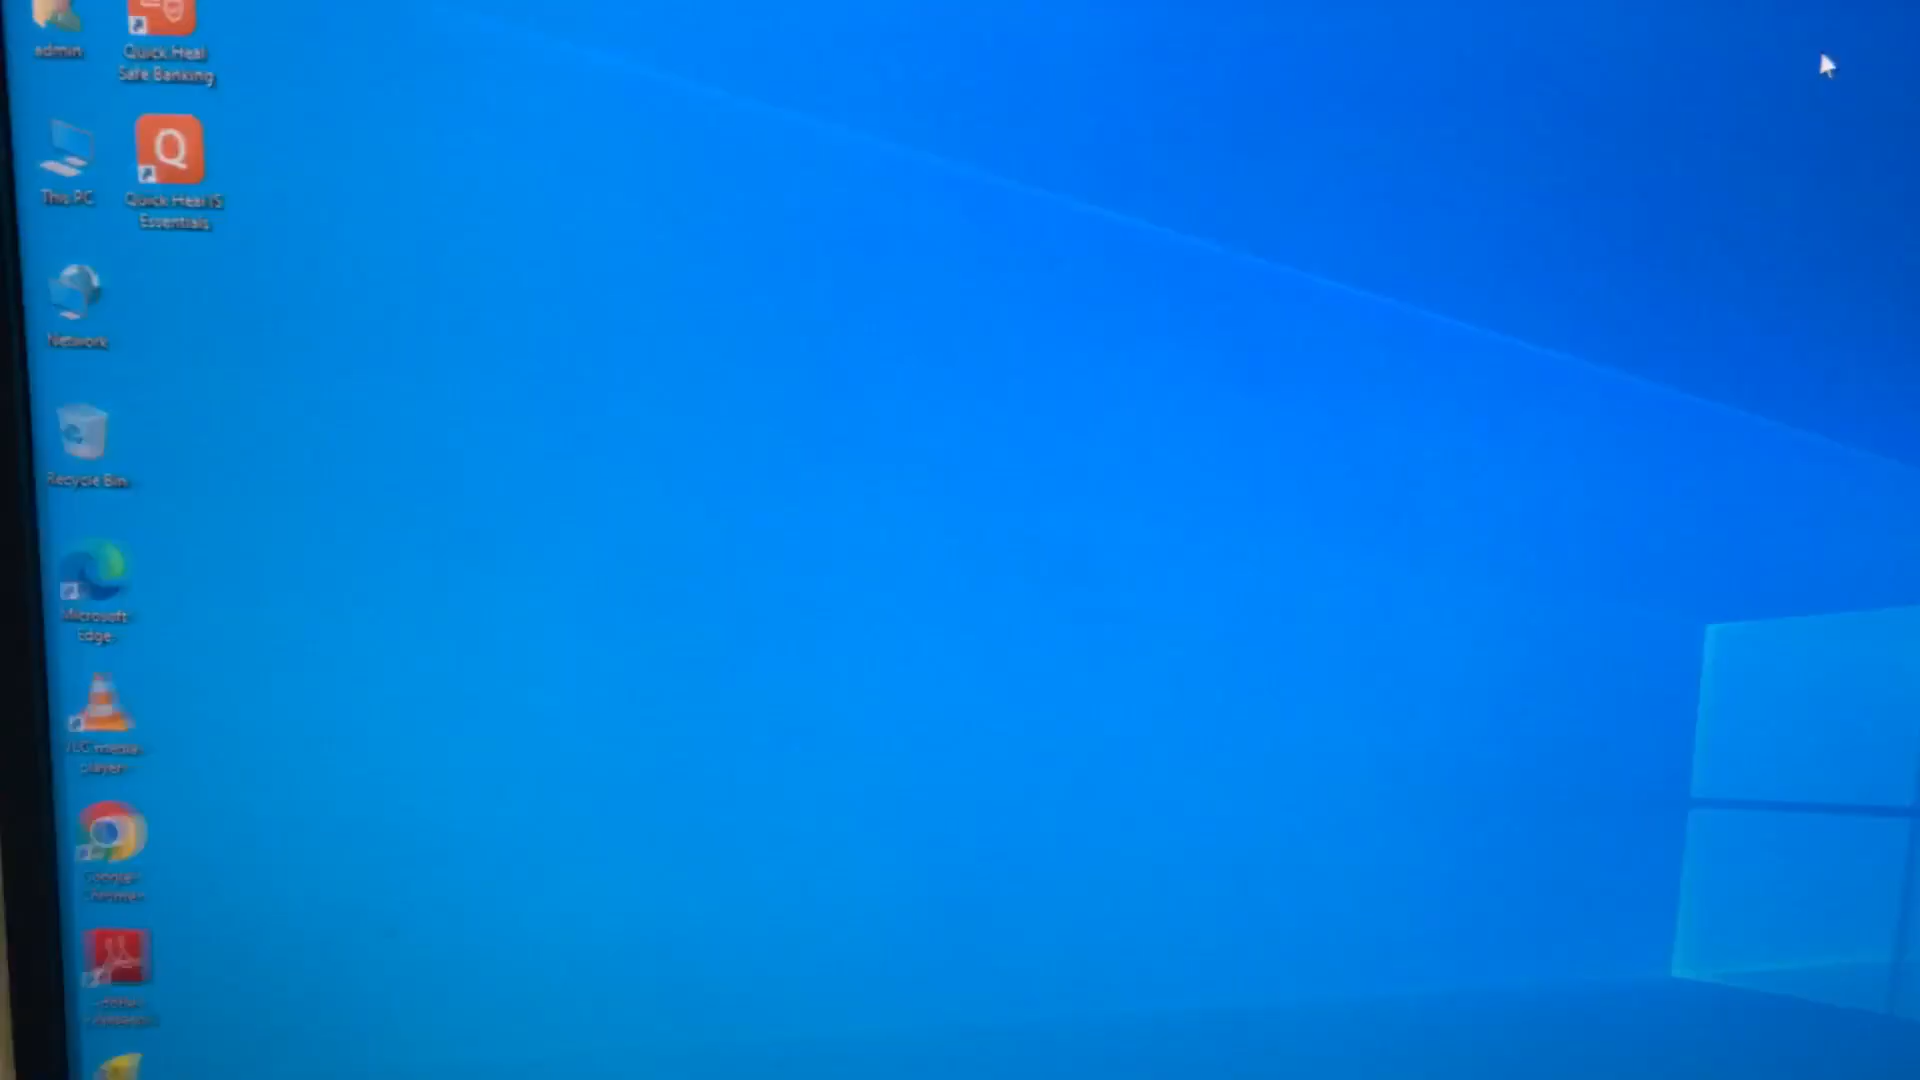 admin
Quick Heal
Safe Banking
This PC
Quick Heal IS
Essentials
Network
Recycle Bin
Microsoft
Edge
VLC media
player
Google
Chrome